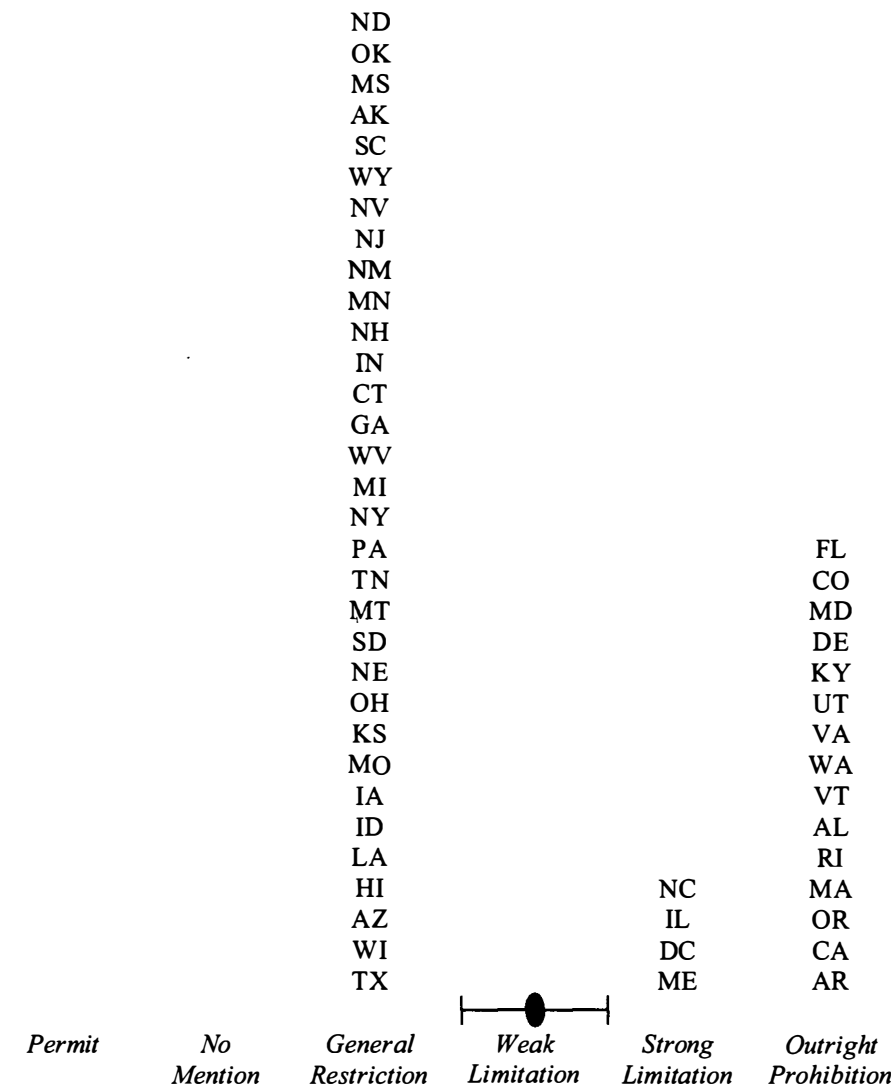 ND
OK
MS
AK
SC
WY
NV
NJ
NM
MN
NH
IN
CT
GA
WV
MI
NY
PA FL
TN CO
MT MD
SD DE
NE KY
OH UT
KS VA
MO WA
IA VT
ID AL
LA RI
HI NC MA
AZ IL OR
WI DC CA
TX ME AR
Permit No General Weak Strong Outright
Mention Restriction Limitation Limitation Prohibition